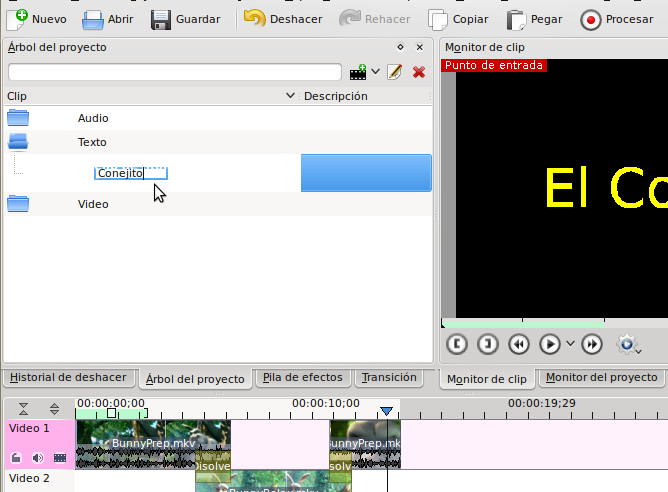 Nuevo Abrir Guardar Deshacer Rehacer Copiar Pegar Procesar
Árbol del proyecto
Monitor de clip
Punto de entrada
Clip Descripción
Audio
Texto
Conejito
Video
El Co
Historial de deshacer Árbol del proyecto Pila de efectos Transición
Monitor de clip Monitor del proyecto
00:00:00;00 00:00:10;00 00:00:19;29
Video 1
BunnyPrep.mkv
unnyPrep.mk
Disolve
solv
Video 2